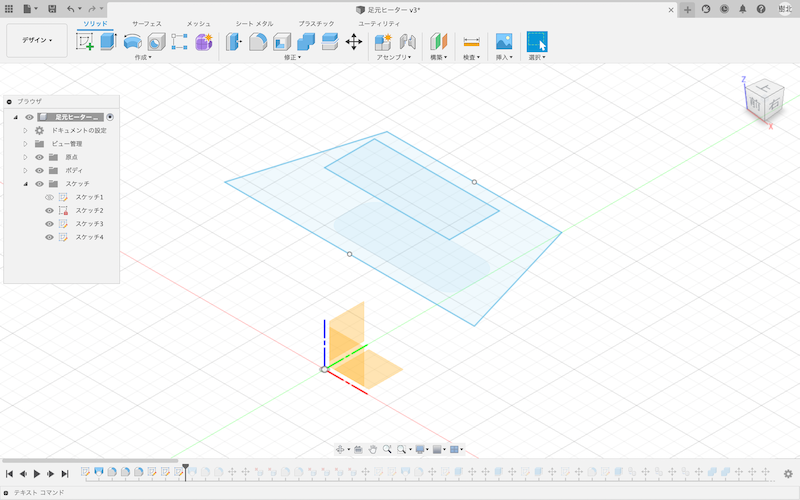 足元ヒーター v3*
樹北
デザイン
ソリッド サーフェス メッシュ シート メタル プラスチック ユーティリティ
作成 修正 アセンブリ 構築 検査 挿入 選択
ブラウザ
足元ヒーター ...
ドキュメントの設定
ビュー管理
原点
ボディ
スケッチ
スケッチ1
スケッチ2
スケッチ3
スケッチ4
Z
上
前
右
X
テキスト コマンド